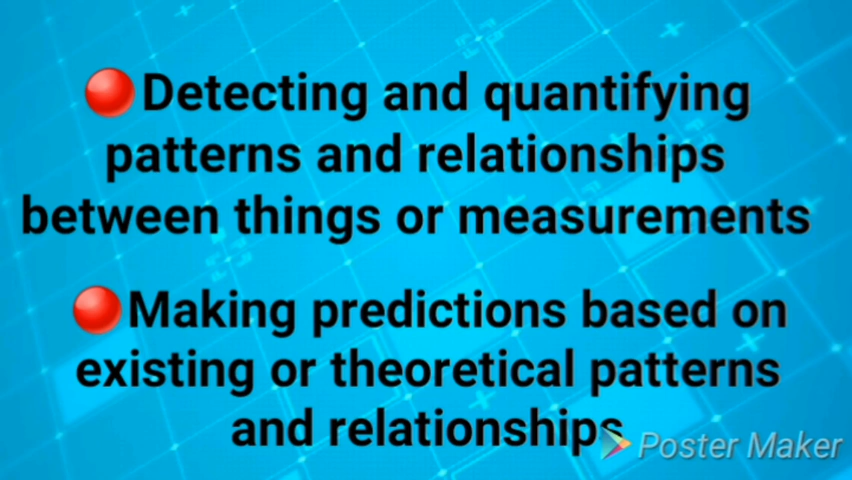 🔴Detecting and quantifying
patterns and relationships
between things or measurements
🔴Making predictions based on
existing or theoretical patterns
and relationships
Poster Maker